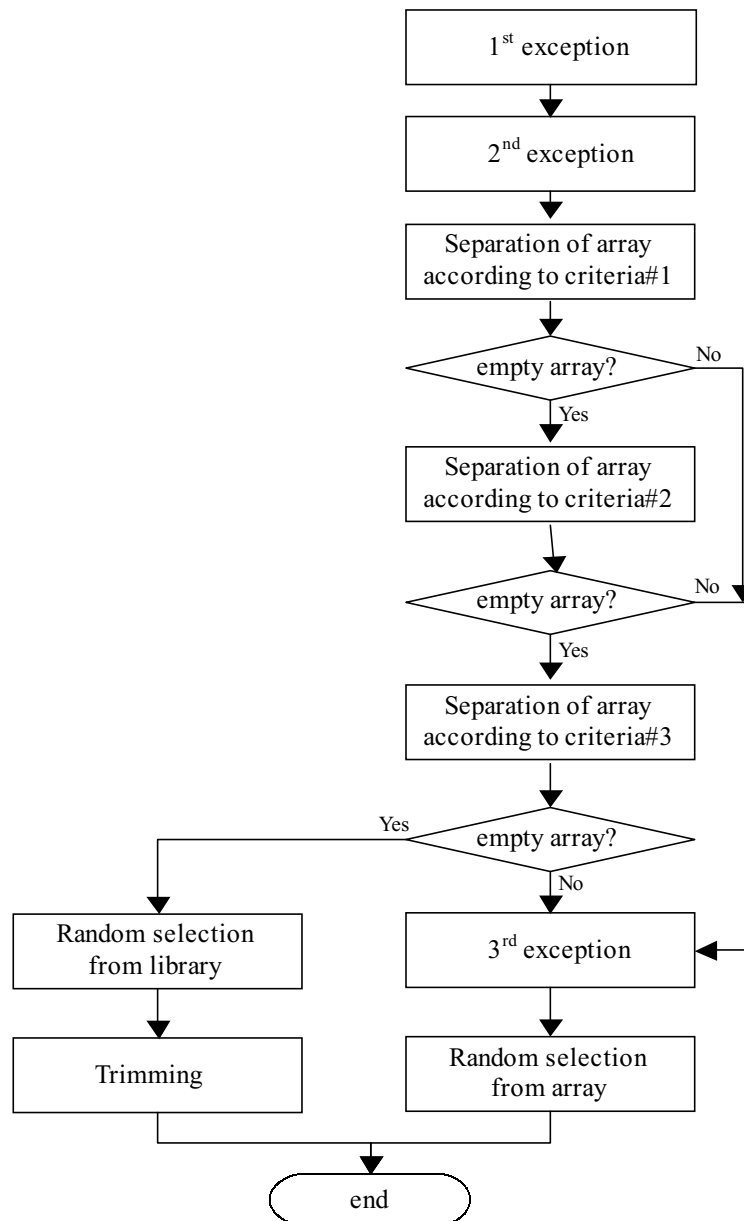 1st exception
2nd exception
Separation of array
according to criteria#1
empty array?
No
Yes
Separation of array
according to criteria#2
empty array?
No
Yes
Separation of array
according to criteria#3
Yes
empty array?
No
Random selection
from library
3rd exception
Trimming
Random selection
from array
end